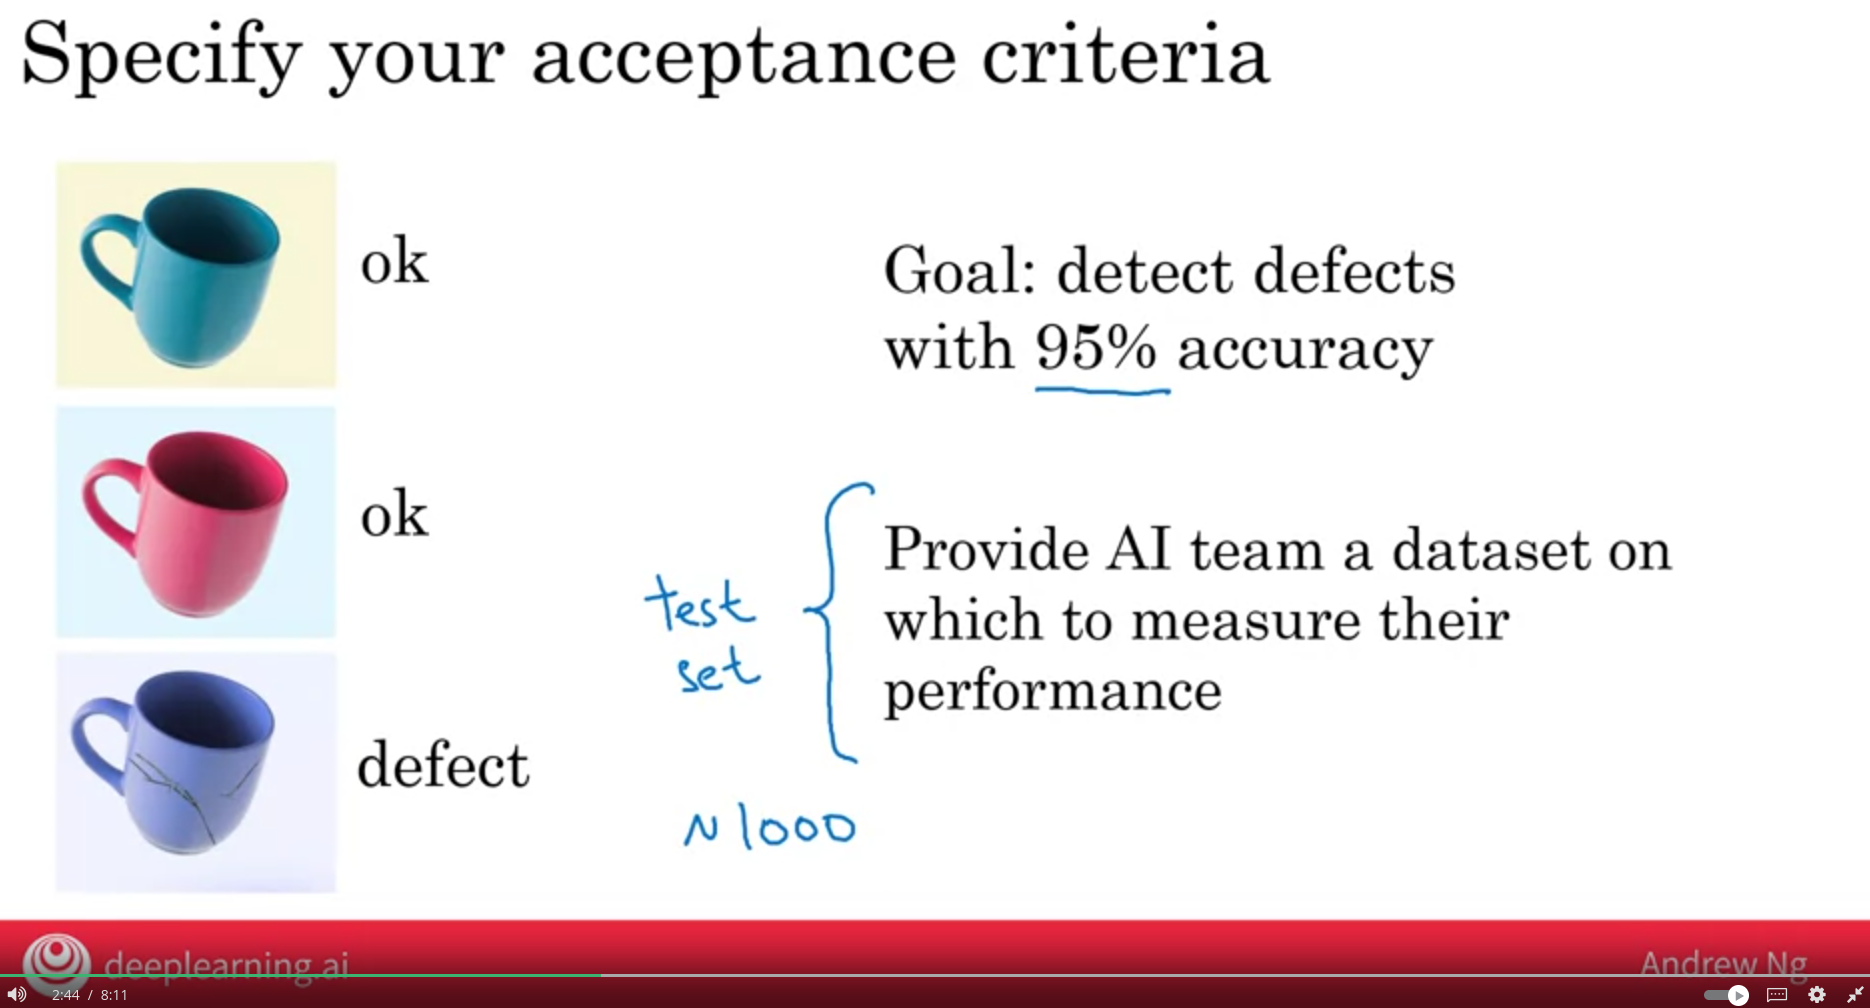 Specify your acceptance criteria
ok
Goal: detect defects
with 95% accuracy
ok
Provide AI team a dataset on
which to measure their
performance
test
set
defect
~1000
deeplearning.ai
Andrew Ng
2:44 / 8:11